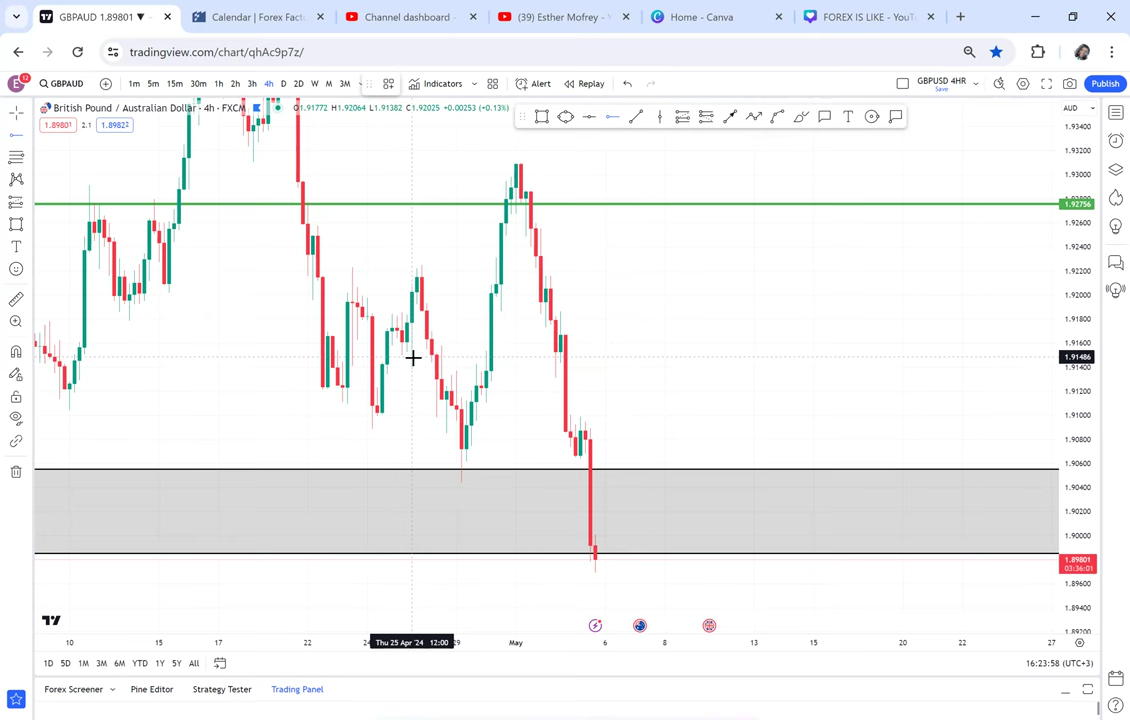 GBPAUD 1.89801 ▼
Calendar | Forex Factu
Channel dashboard -
(39) Esther Mofrey - Y
Home - Canva
FOREX IS LIKE - YouTu
tradingview.com/chart/qhAc9p7z/
E 12 GBPAUD 1m 5m 15m 30m 1h 2h 3h 4h D 2D W M 3M Indicators Alert Replay GBPUSD 4HR Save Publish
British Pound / Australian Dollar · 4h · FXCM O1.91772 H1.92064 L1.91382 C1.92025 +0.00253 (+0.13%) AUD
1.89801 2.1 1.89822
1.93400
1.93200
1.93000
1.92756
1.92600
1.92400
1.92200
1.92000
1.91800
1.91600
1.91486
1.91200
1.91000
1.90800
1.90600
1.90400
1.90200
1.90000
1.89801
03:36:01
1.89600
1.89400
1.89200
10 15 17 22 Thu 25 Apr '24 12:00 29 May 6 8 13 15 20 22 27
1D 5D 1M 3M 6M YTD 1Y 5Y All 16:23:58 (UTC+3)
Forex Screener Pine Editor Strategy Tester Trading Panel